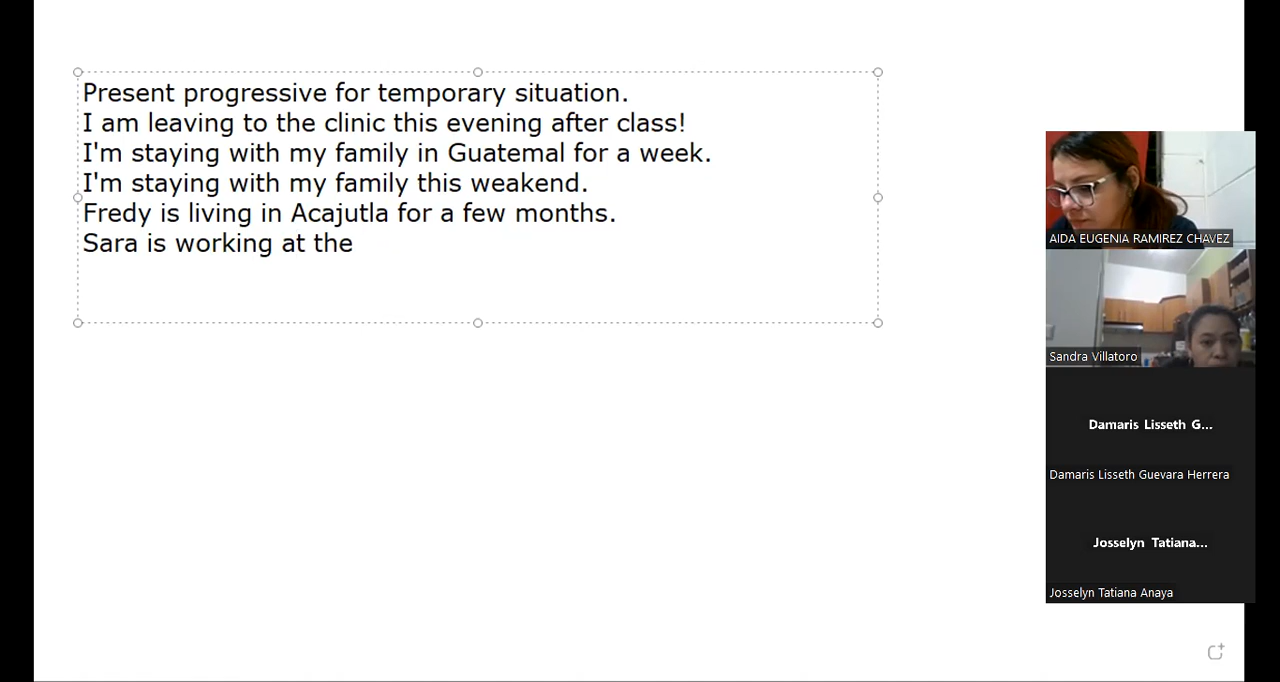 Present progressive for temporary situation.
I am leaving to the clinic this evening after class!
I'm staying with my family in Guatemal for a week.
I'm staying with my family this weakend.
Fredy is living in Acajutla for a few months.
Sara is working at the
AIDA EUGENIA RAMIREZ CHAVEZ
Sandra Villatoro
Damaris Lisseth G...
Damaris Lisseth Guevara Herrera
Josselyn Tatiana...
Josselyn Tatiana Anaya